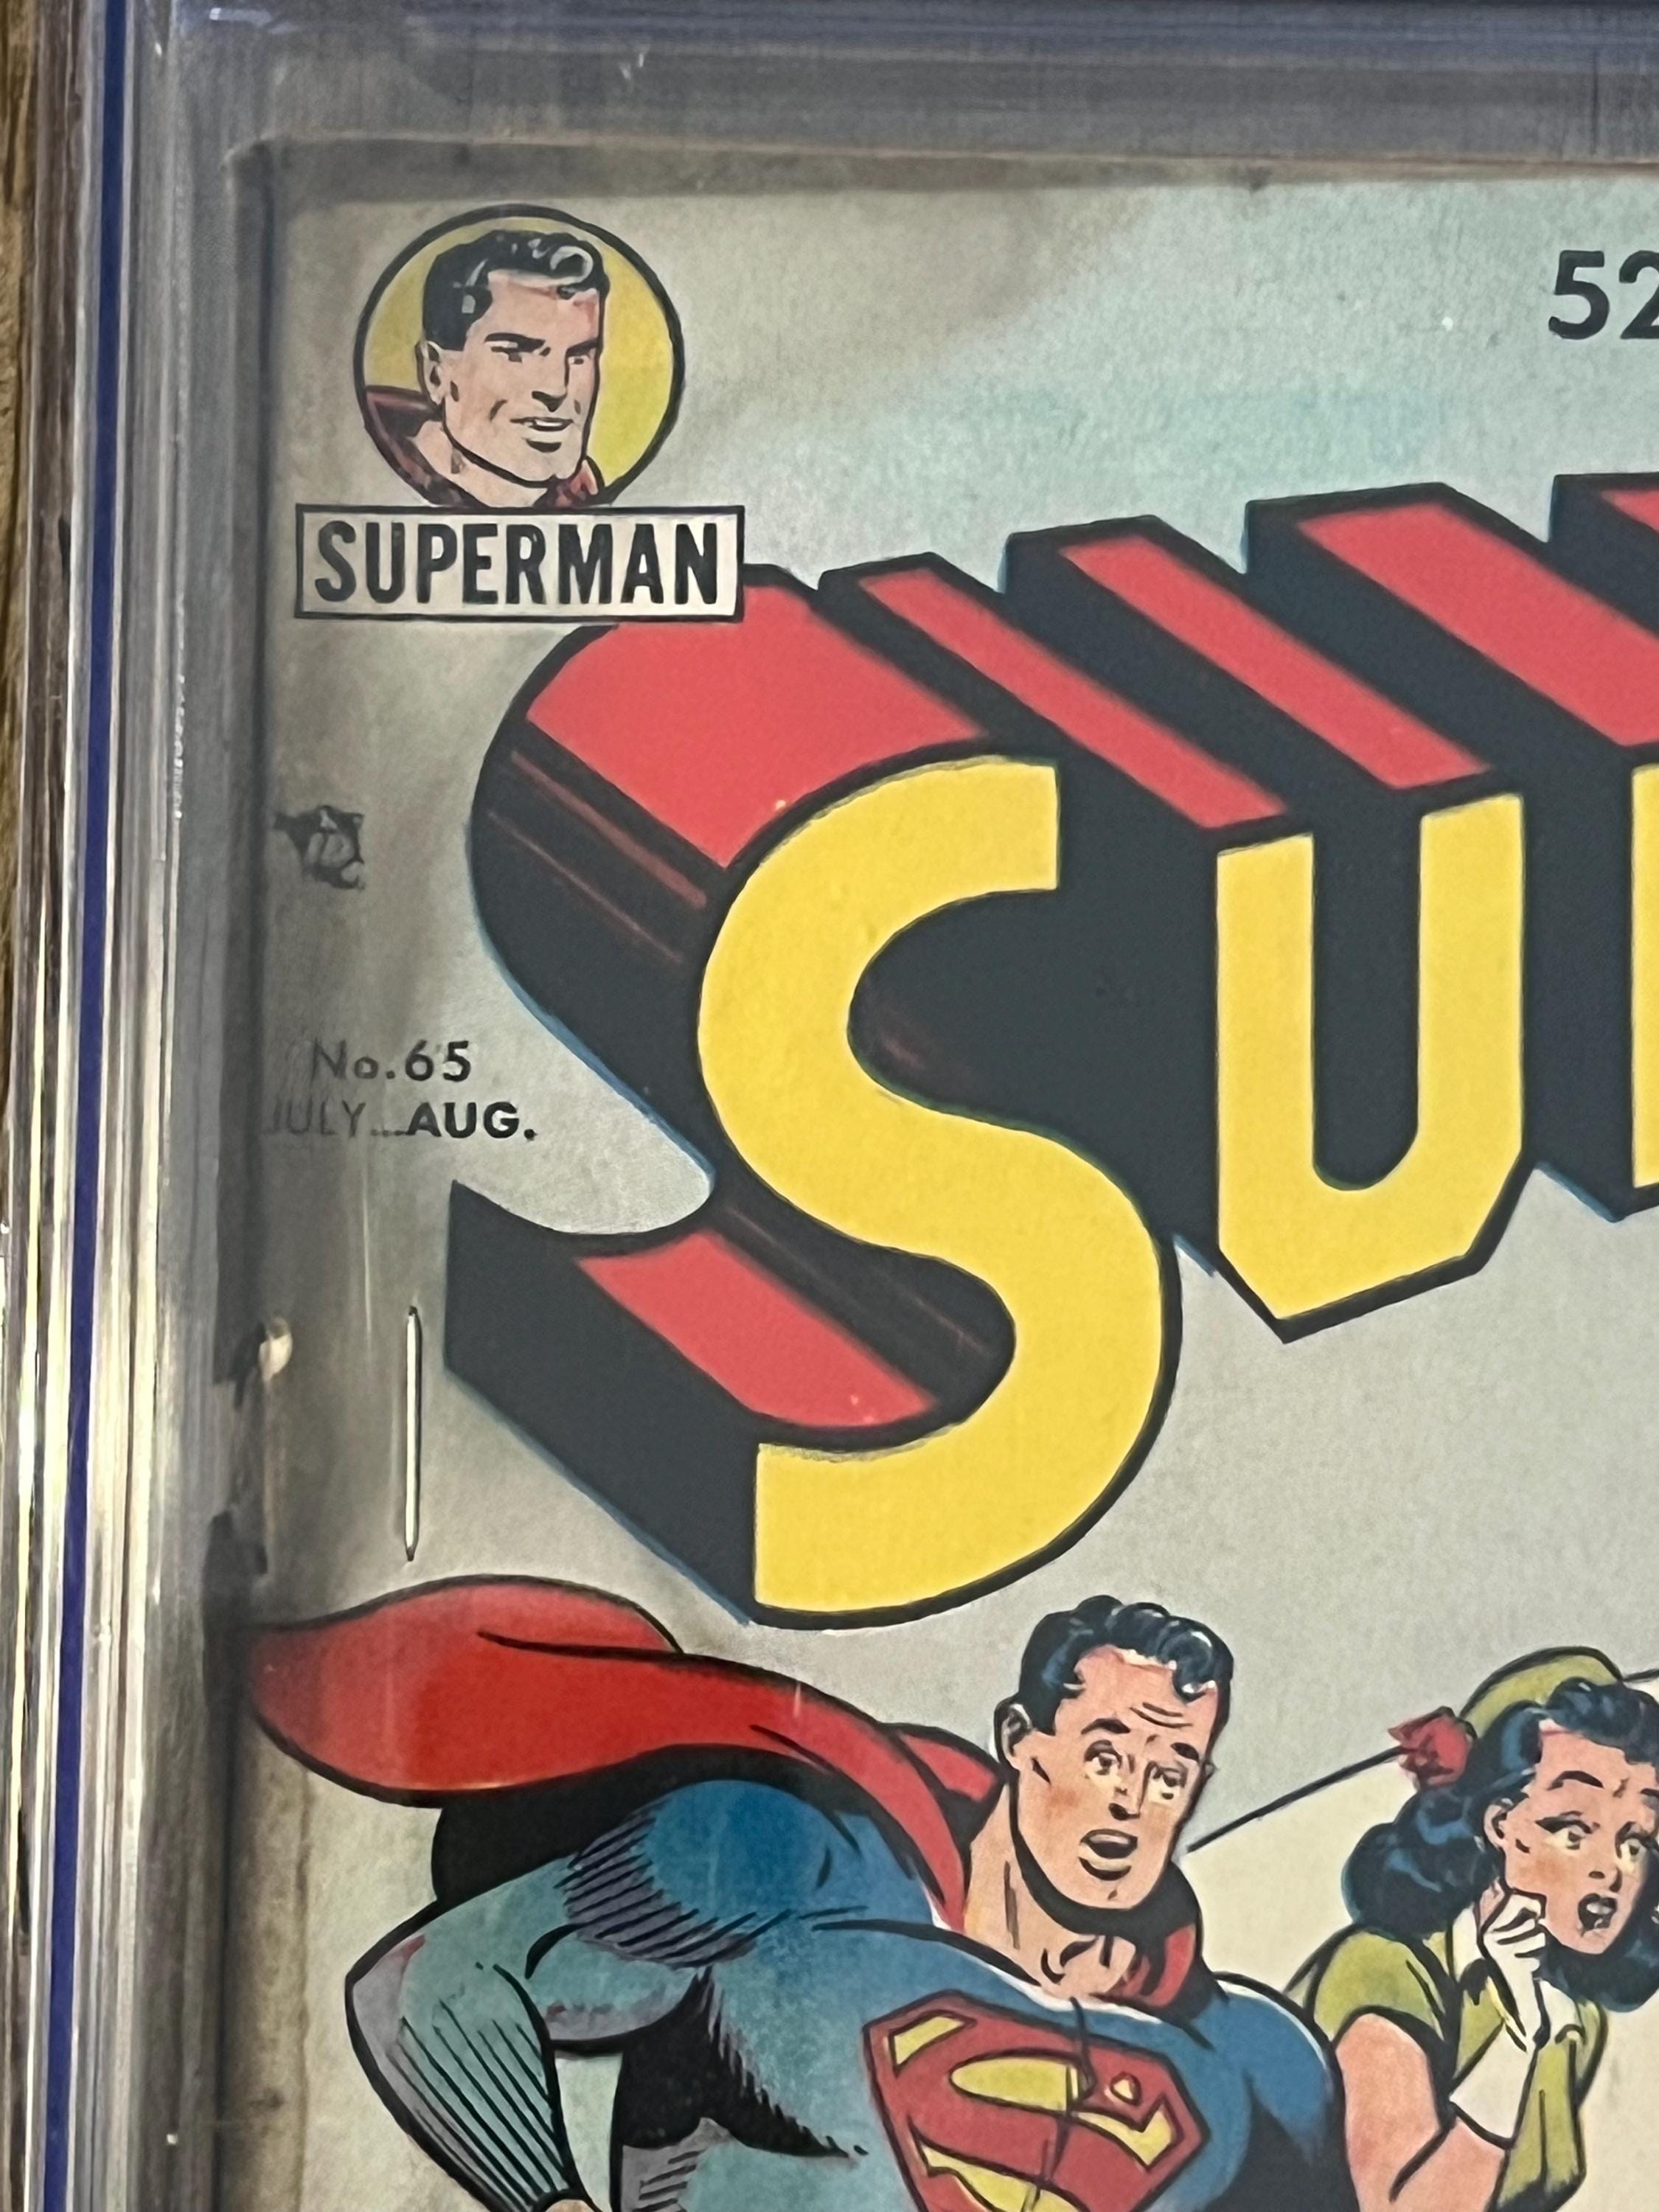 52
SUPERMAN
SU
No.65
JULY...AUG.
S